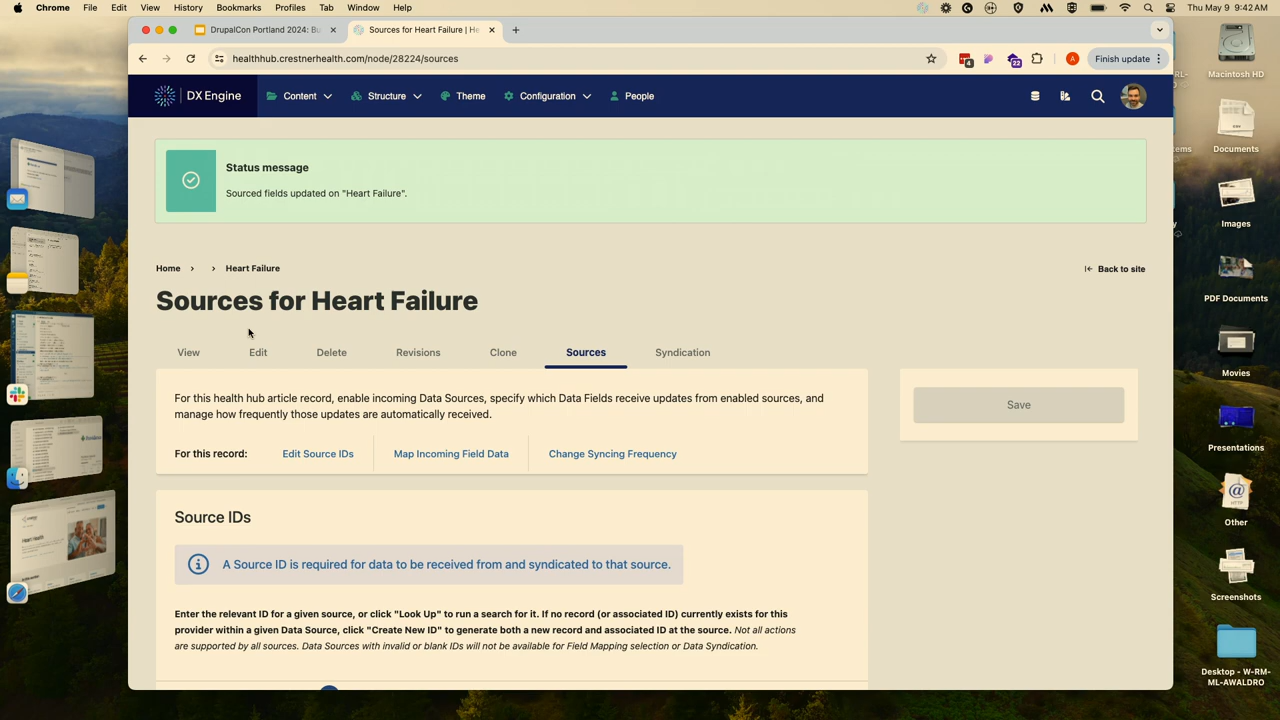 Chrome File Edit View History Bookmarks Profiles Tab Window Help
Thu May 9 9:42 AM
DrupalCon Portland 2024: Bu
Sources for Heart Failure | He
healthhub.crestnerhealth.com/node/28224/sources
4
22
A
Finish update
DX Engine
Content
Structure
Theme
Configuration
People
Status message
Sourced fields updated on "Heart Failure".
Home
Heart Failure
Back to site
Sources for Heart Failure
View
Edit
Delete
Revisions
Clone
Sources
Syndication
For this health hub article record, enable incoming Data Sources, specify which Data Fields receive updates from enabled sources, and
manage how frequently those updates are automatically received.
For this record:
Edit Source IDs
Map Incoming Field Data
Change Syncing Frequency
Save
Source IDs
A Source ID is required for data to be received from and syndicated to that source.
Enter the relevant ID for a given source, or click "Look Up" to run a search for it. If no record (or associated ID) currently exists for this
provider within a given Data Source, click "Create New ID" to generate both a new record and associated ID at the source. Not all actions
are supported by all sources. Data Sources with invalid or blank IDs will not be available for Field Mapping selection or Data Syndication.
Macintosh HD
Documents
Images
PDF Documents
Movies
Presentations
Other
Screenshots
Desktop - W-RM-
ML-AWALDRO